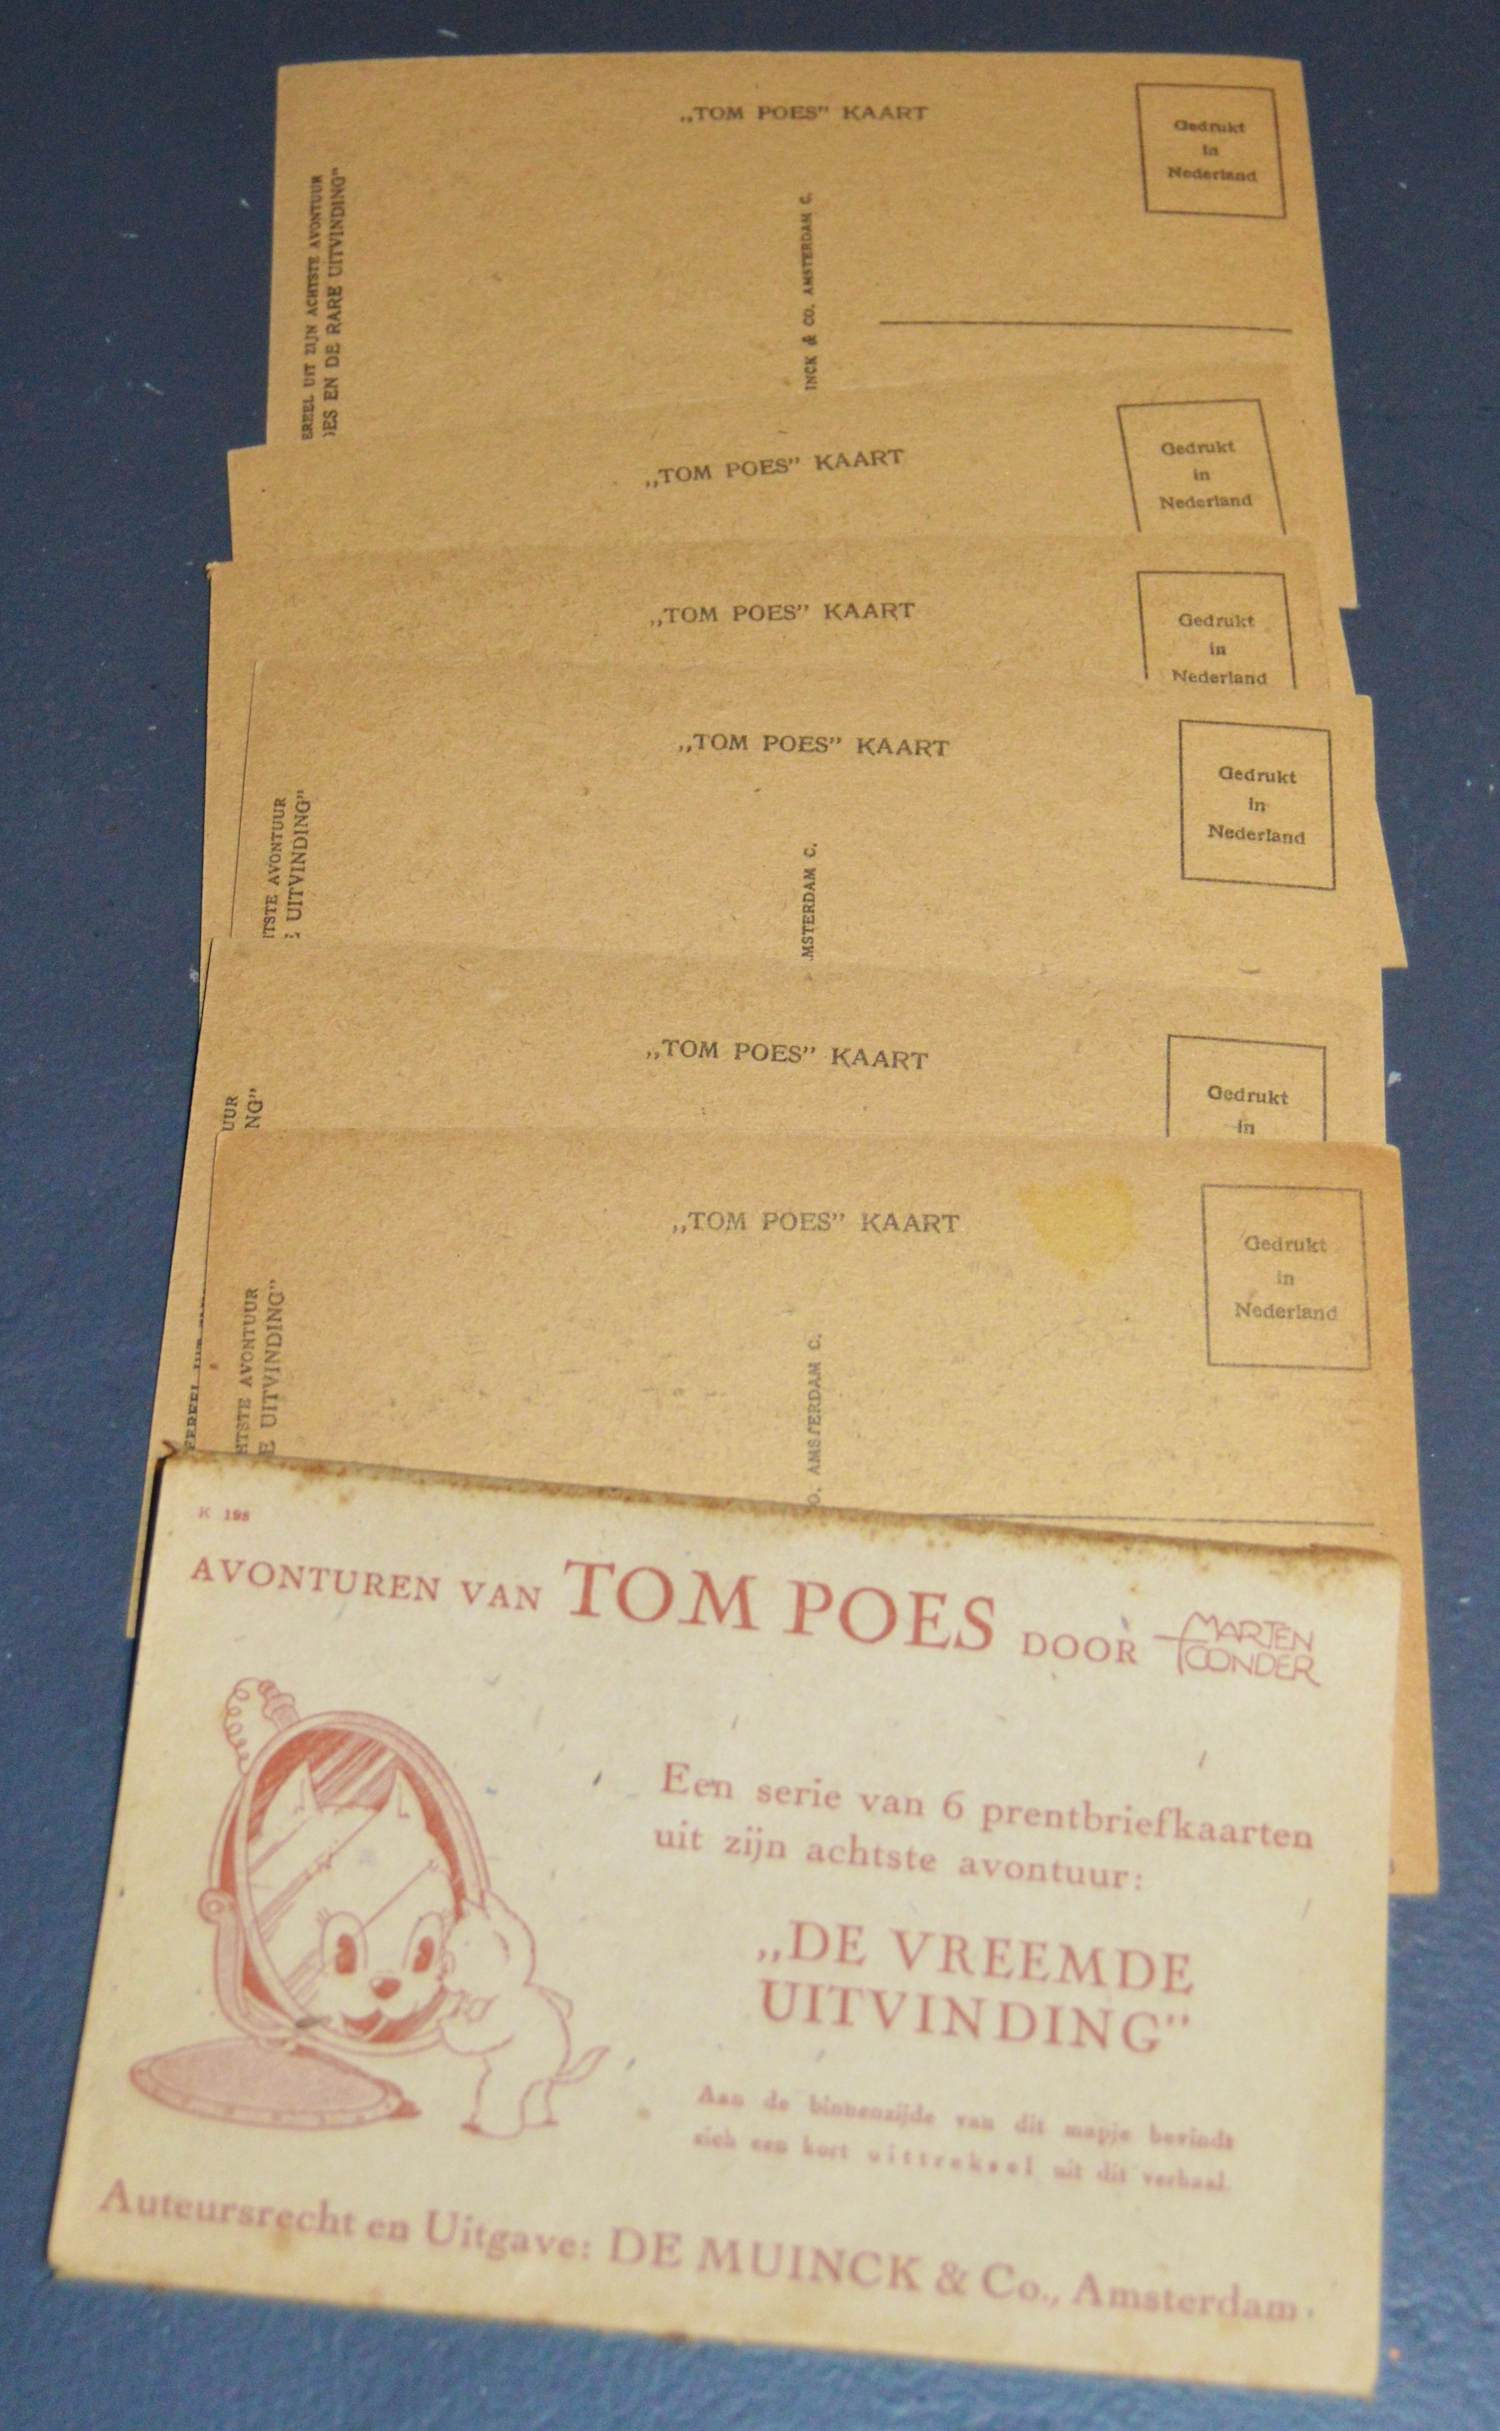 „TOM POES" KAART
Gedrukt
in
Nederland
EREEL UIT ZIJN ACHTSTE AVONTUUR
OES EN DE RARE UITVINDING"
INCK & CO. AMSTERDAM C.
„TOM POES" KAART
Gedrukt
in
Nederland
„TOM POES" KAART
Gedrukt
in
Nederland
„TOM POES" KAART
Gedrukt
in
Nederland
TSTE AVONTUUR
E UITVINDING"
MSTERDAM C.
„TOM POES" KAART
Gedrukt
in
UUR
NG"
„TOM POES" KAART
Gedrukt
in
Nederland
HTSTE AVONTUUR
E UITVINDING"
O. AMSTERDAM C.
K 198
AVONTUREN VAN TOM POES DOOR MARTEN TOONDER
Een serie van 6 prentbriefkaarten
uit zijn achtste avontuur:
„DE VREEMDE
UITVINDING"
Aan de binnenzijde van dit mapje bevindt
zich een kort uittreksel uit dit verhaal.
Auteursrecht en Uitgave: DE MUINCK & Co., Amsterdam.